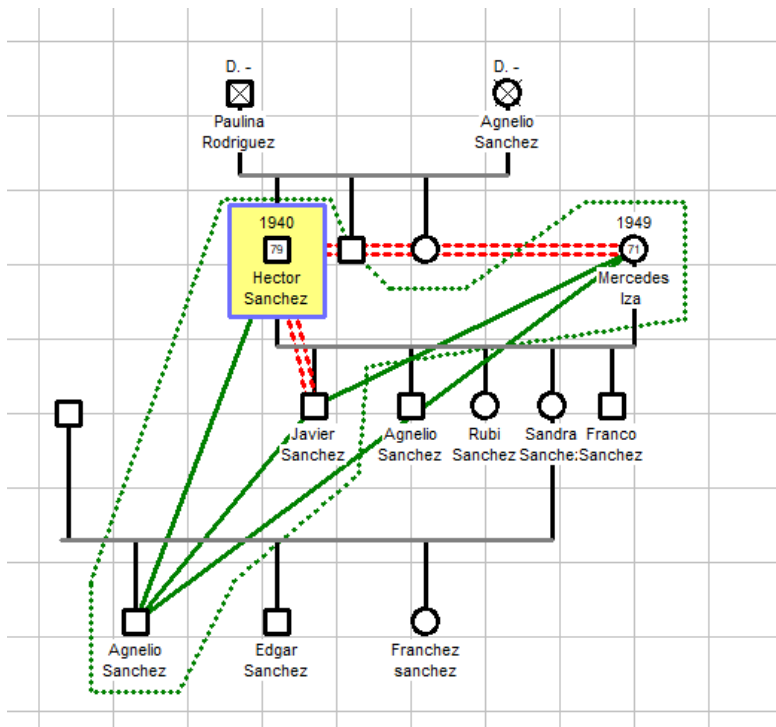 D. -
D. -
Paulina
Rodriguez
Agnelio
Sanchez
1940
79
Hector
Sanchez
1949
71
Mercedes
Iza
Javier
Sanchez
Agnelio
Sanchez
Rubi
Sanchez
Sandra
Sanche:
Franco
Sanchez
Agnelio
Sanchez
Edgar
Sanchez
Franchez
sanchez